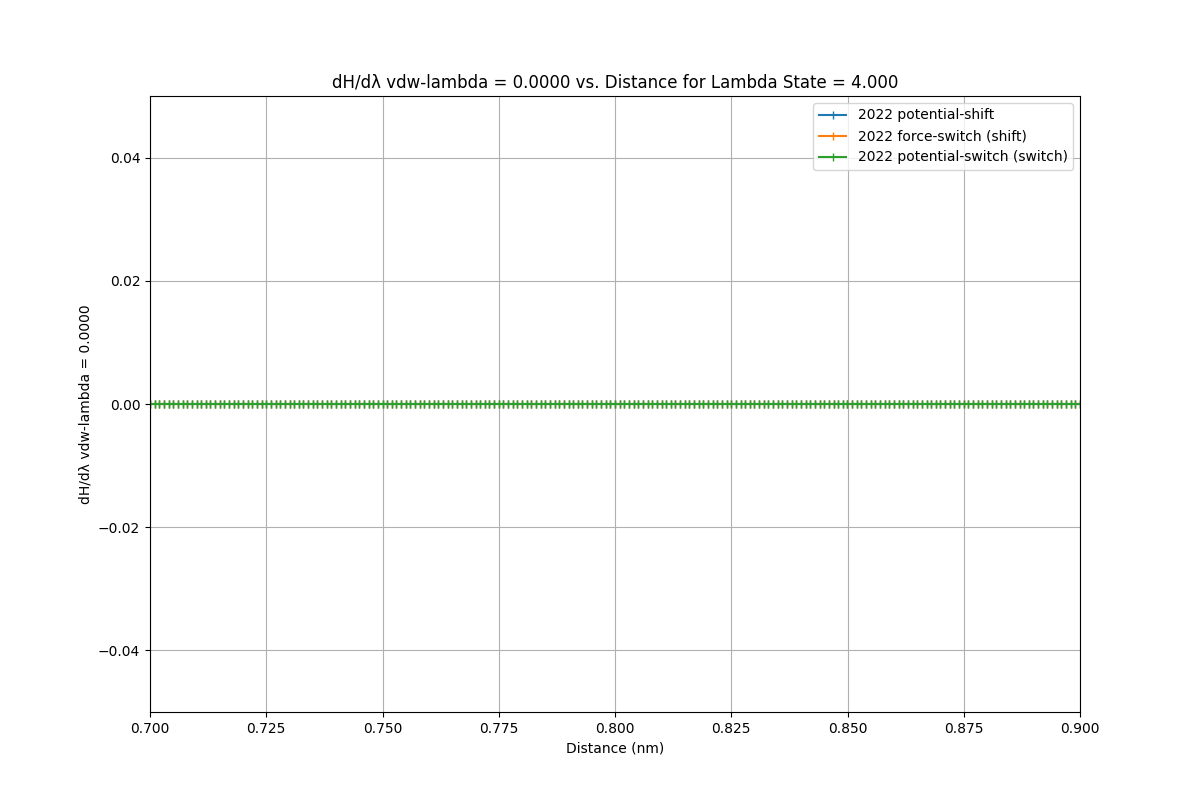 dH/dλ vdw-lambda = 0.0000 vs. Distance for Lambda State = 4.000
2022 potential-shift
2022 force-switch (shift)
2022 potential-switch (switch)
0.04
0.02
0.00
−0.02
−0.04
dH/dλ vdw-lambda = 0.0000
0.700 0.725 0.750 0.775 0.800 0.825 0.850 0.875 0.900
Distance (nm)